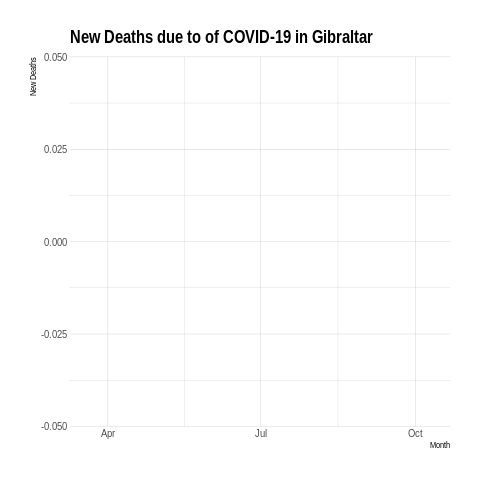 New Deaths due to of COVID-19 in Gibraltar
New Deaths
0.050
0.025
0.000
-0.025
-0.050
Apr Jul Oct
Month